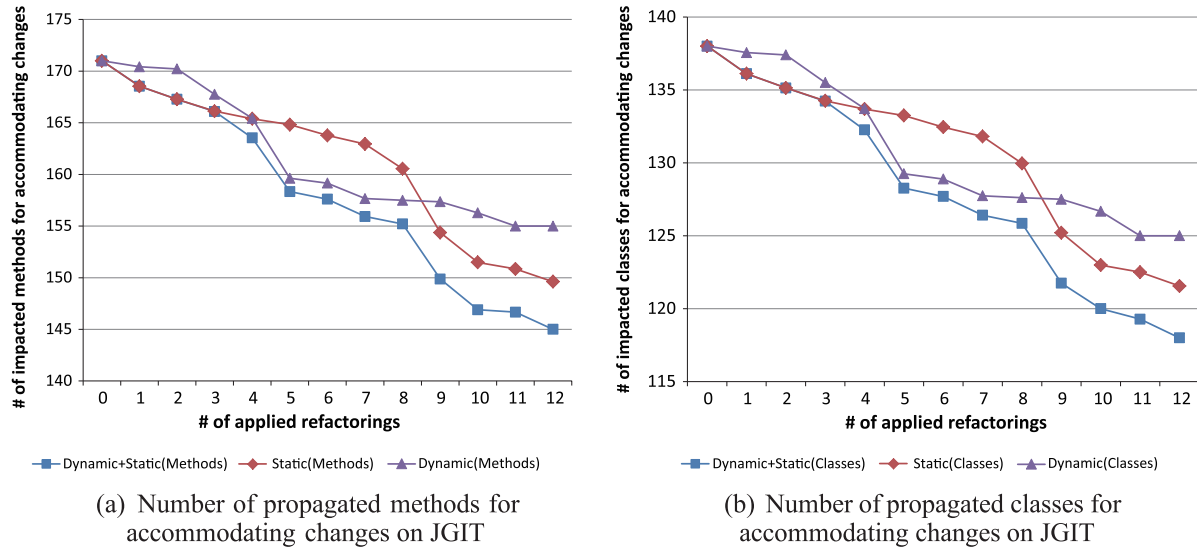 # of impacted methods for accommodating changes
175
170
165
160
155
150
145
140
0 1 2 3 4 5 6 7 8 9 10 11 12
# of applied refactorings
Dynamic+Static(Methods) Static(Methods) Dynamic(Methods)
(a) Number of propagated methods for
accommodating changes on JGIT
# of impacted classes for accommodating changes
140
135
130
125
120
115
0 1 2 3 4 5 6 7 8 9 10 11 12
# of applied refactorings
Dynamic+Static(Classes) Static(Classes) Dynamic(Classes)
(b) Number of propagated classes for
accommodating changes on JGIT